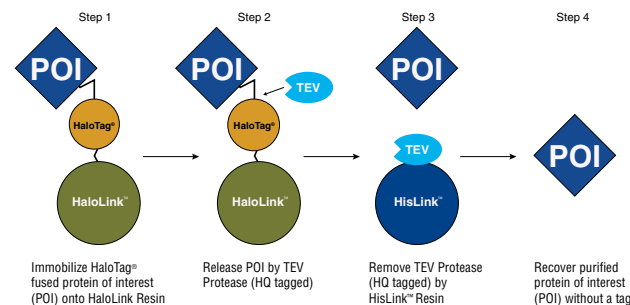 Step 1
Step 2
Step 3
Step 4
POI
HaloTag®
HaloLink™
POI
TEV
HaloTag®
HaloLink™
POI
TEV
HisLink™
POI
Immobilize HaloTag®
fused protein of interest
(POI) onto HaloLink Resin
Release POI by TEV
Protease (HQ tagged)
Remove TEV Protease
(HQ tagged) by
HisLink™ Resin
Recover purified
protein of interest
(POI) without a tag